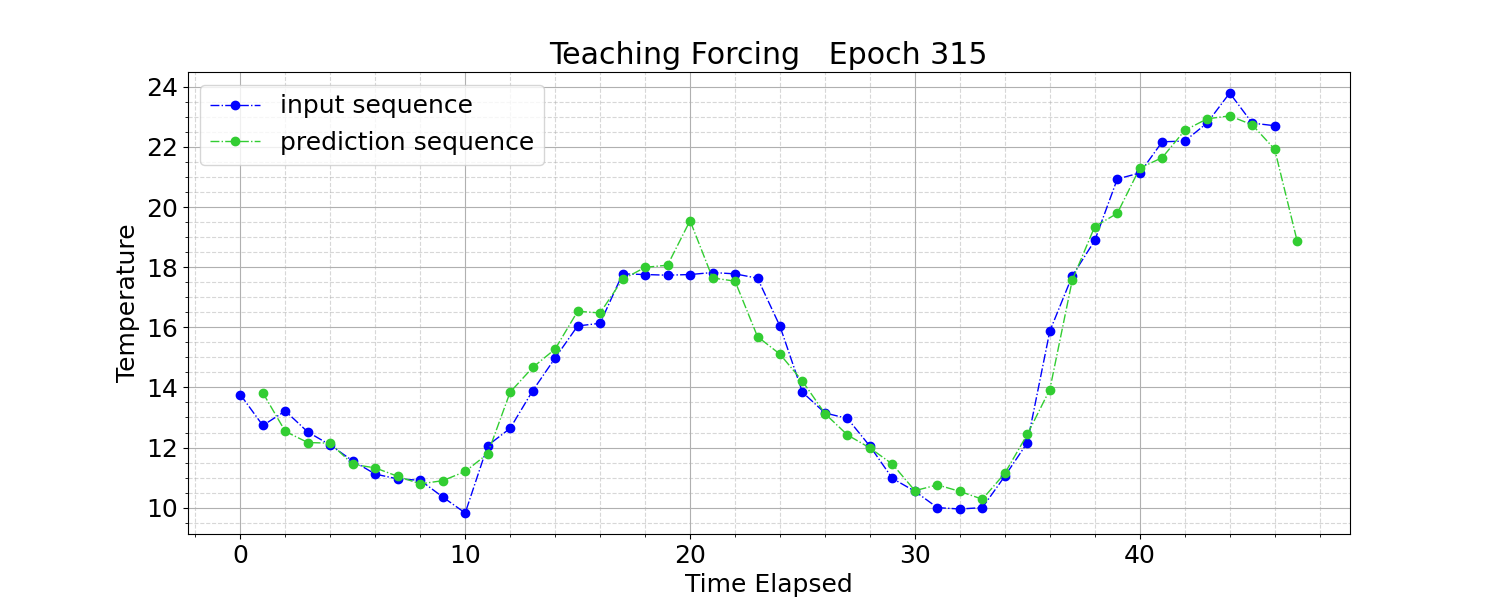 Teaching Forcing   Epoch 315
input sequence
prediction sequence
24
22
20
18
16
14
12
10
Temperature
0 10 20 30 40
Time Elapsed